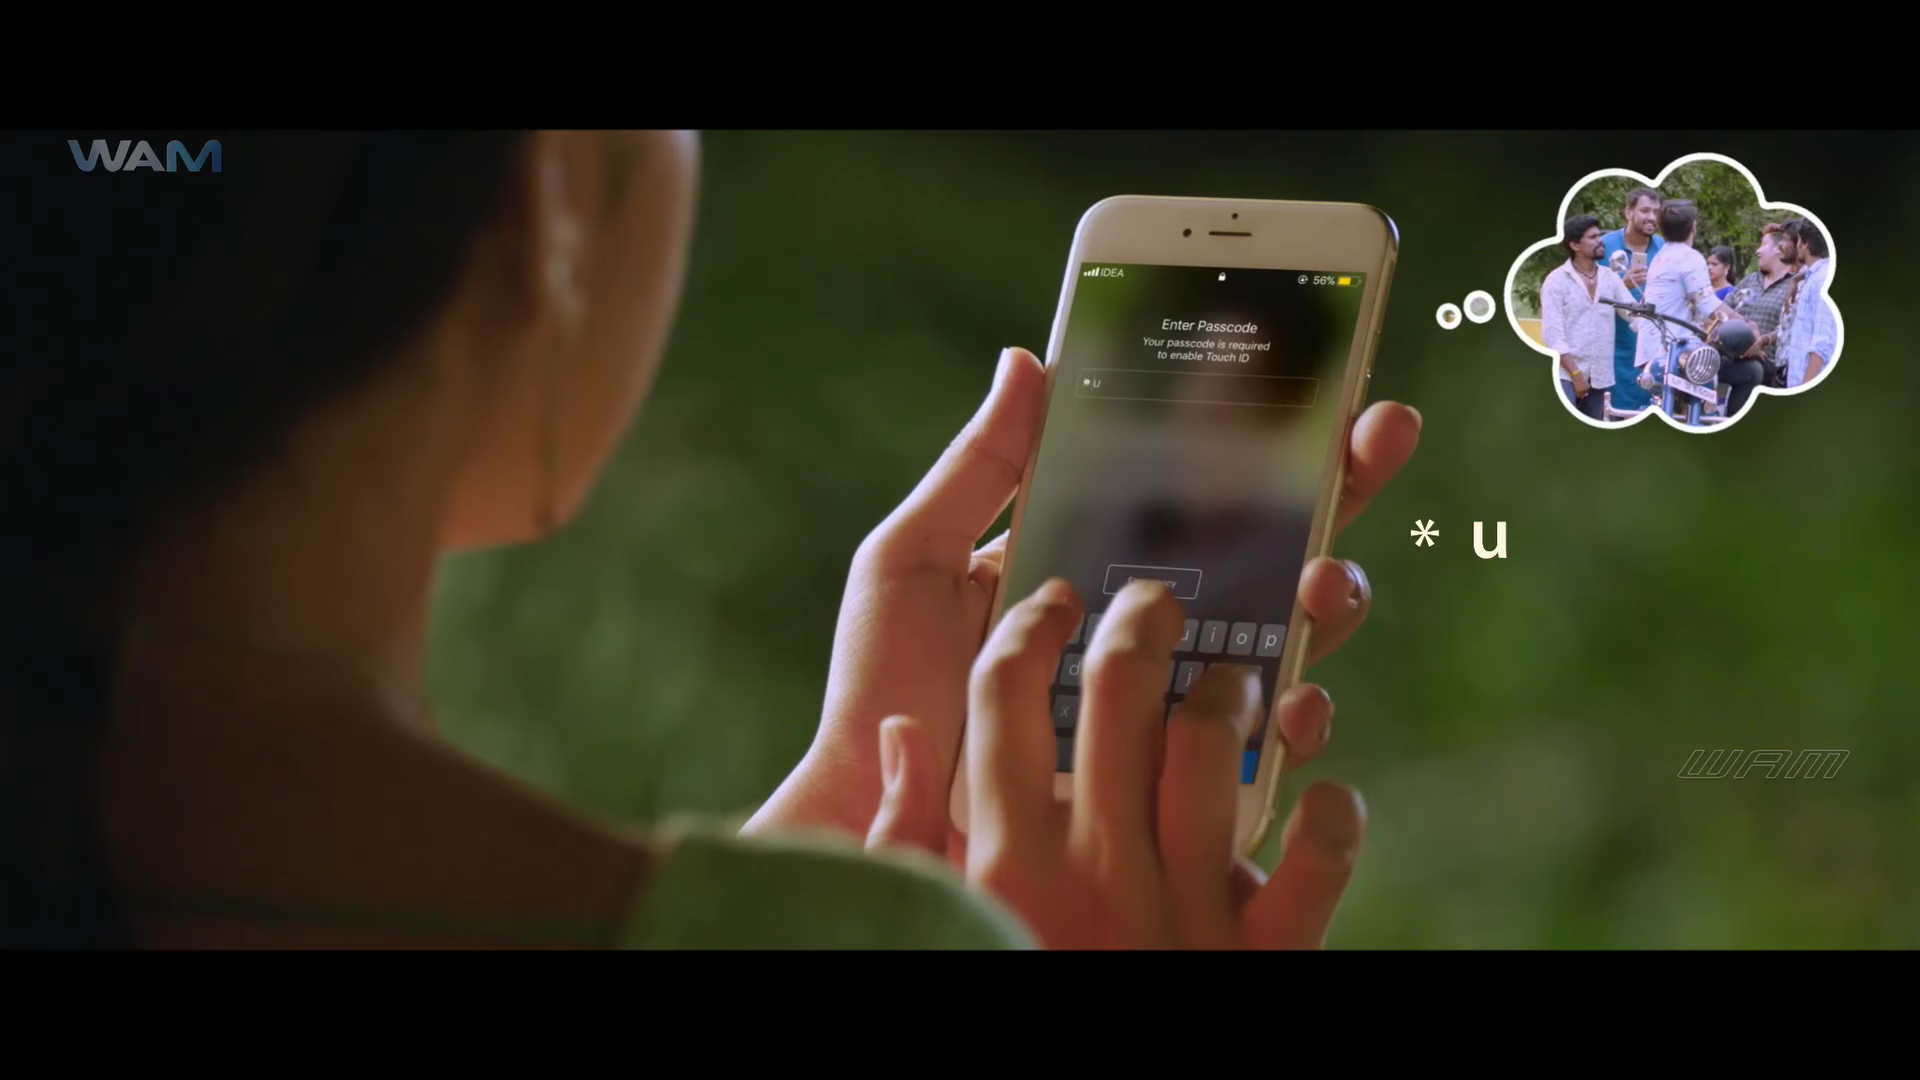 WAM
IDEA
56%
Enter Passcode
Your passcode is required
to enable Touch ID
• u
* u
u i o p
d j
x
WAM